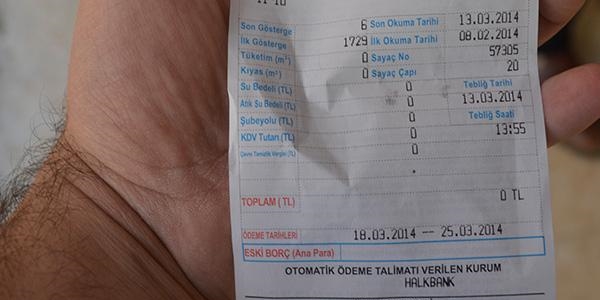 Son Gösterge 6 Son Okuma Tarihi 13.03.2014
İlk Gösterge 1729 İlk Okuma Tarihi 08.02.2014
Tüketim (m³) 0 Sayaç No 57305
Kıyas (m³) 0 Sayaç Çapı 20
Su Bedeli (TL) 0 Tebliğ Tarihi
Atık Su Bedeli (TL) 0 13.03.2014
Şubeyolu (TL) 0 Tebliğ Saati
KDV Tutarı (TL) 0 13:55
Çevre Temizlik Vergisi (TL) 0
TOPLAM ( TL) 0 TL
ÖDEME TARİHLERİ 18.03.2014 -- 25.03.2014
ESKİ BORÇ (Ana Para)
OTOMATİK ÖDEME TALİMATI VERİLEN KURUM
HALKBANK